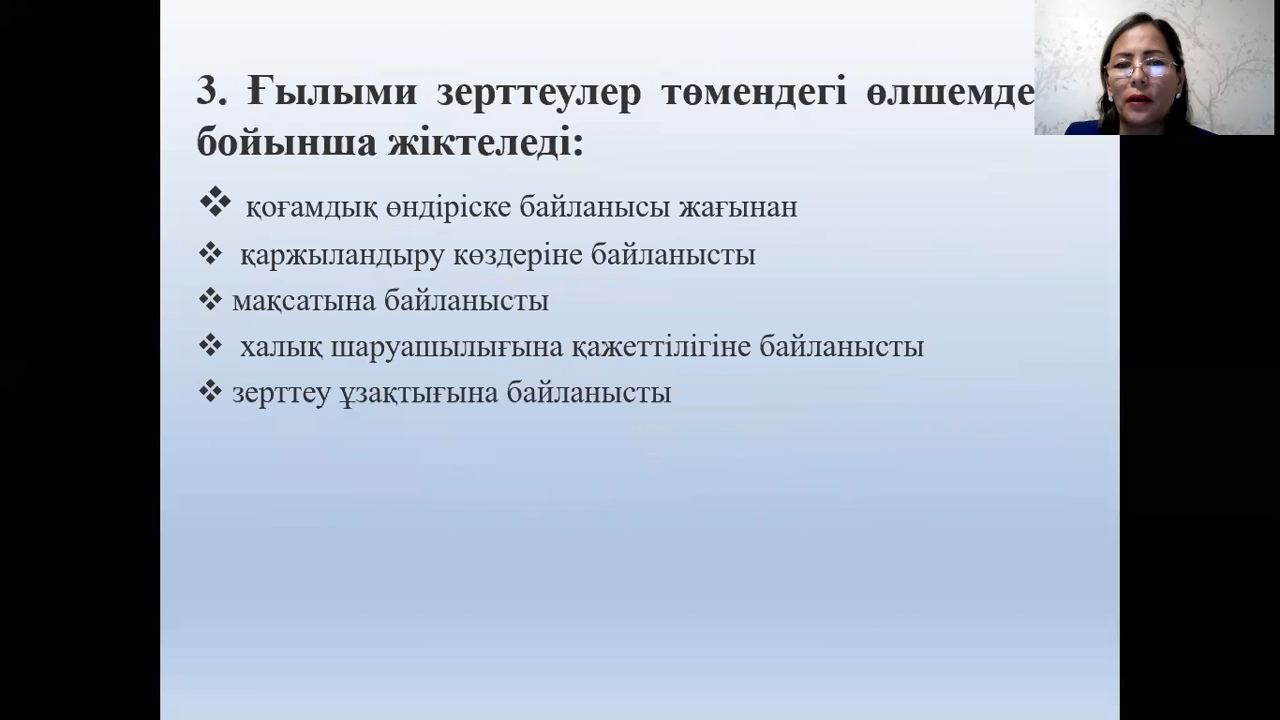 3. Ғылыми зерттеулер төмендегі өлшемде
бойынша жіктеледі:
❖ қоғамдық өндіріске байланысы жағынан
❖ қаржыландыру көздеріне байланысты
❖ мақсатына байланысты
❖ халық шаруашылығына қажеттілігіне байланысты
❖ зерттеу ұзақтығына байланысты